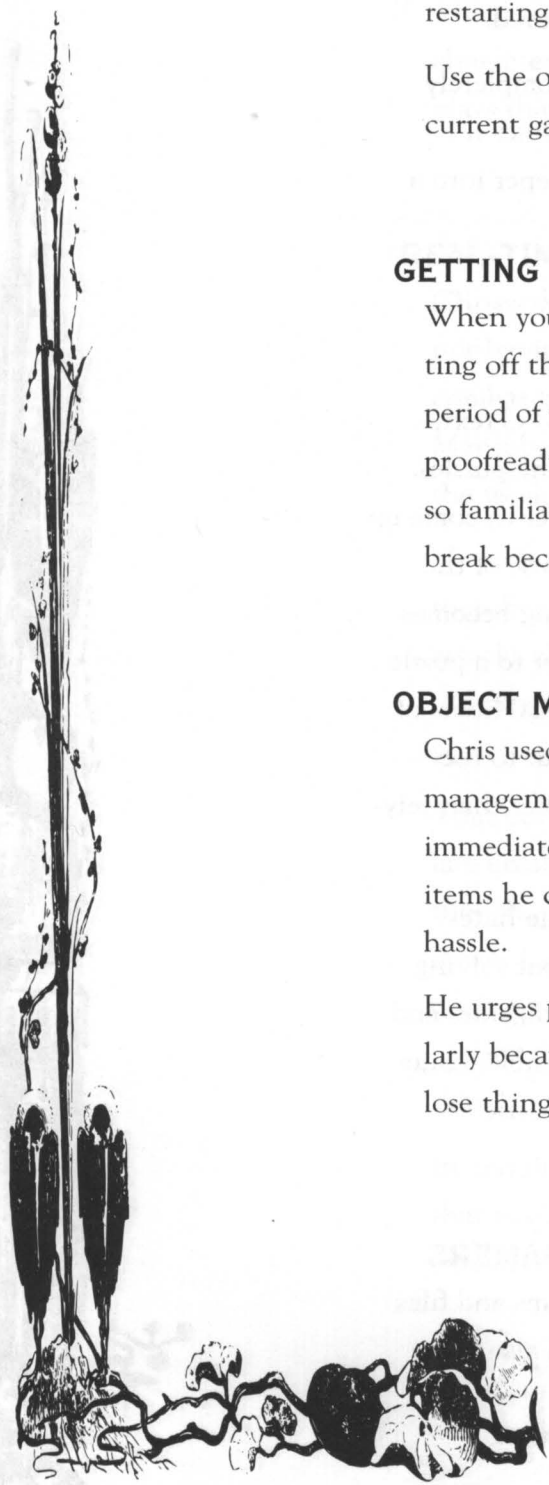 restarting
Use the o
current ga
GETTING
When you
ting off th
period of
proofread
so familia
break bec
OBJECT M
Chris used
managem
immediate
items he c
hassle.
He urges p
larly beca
lose thing